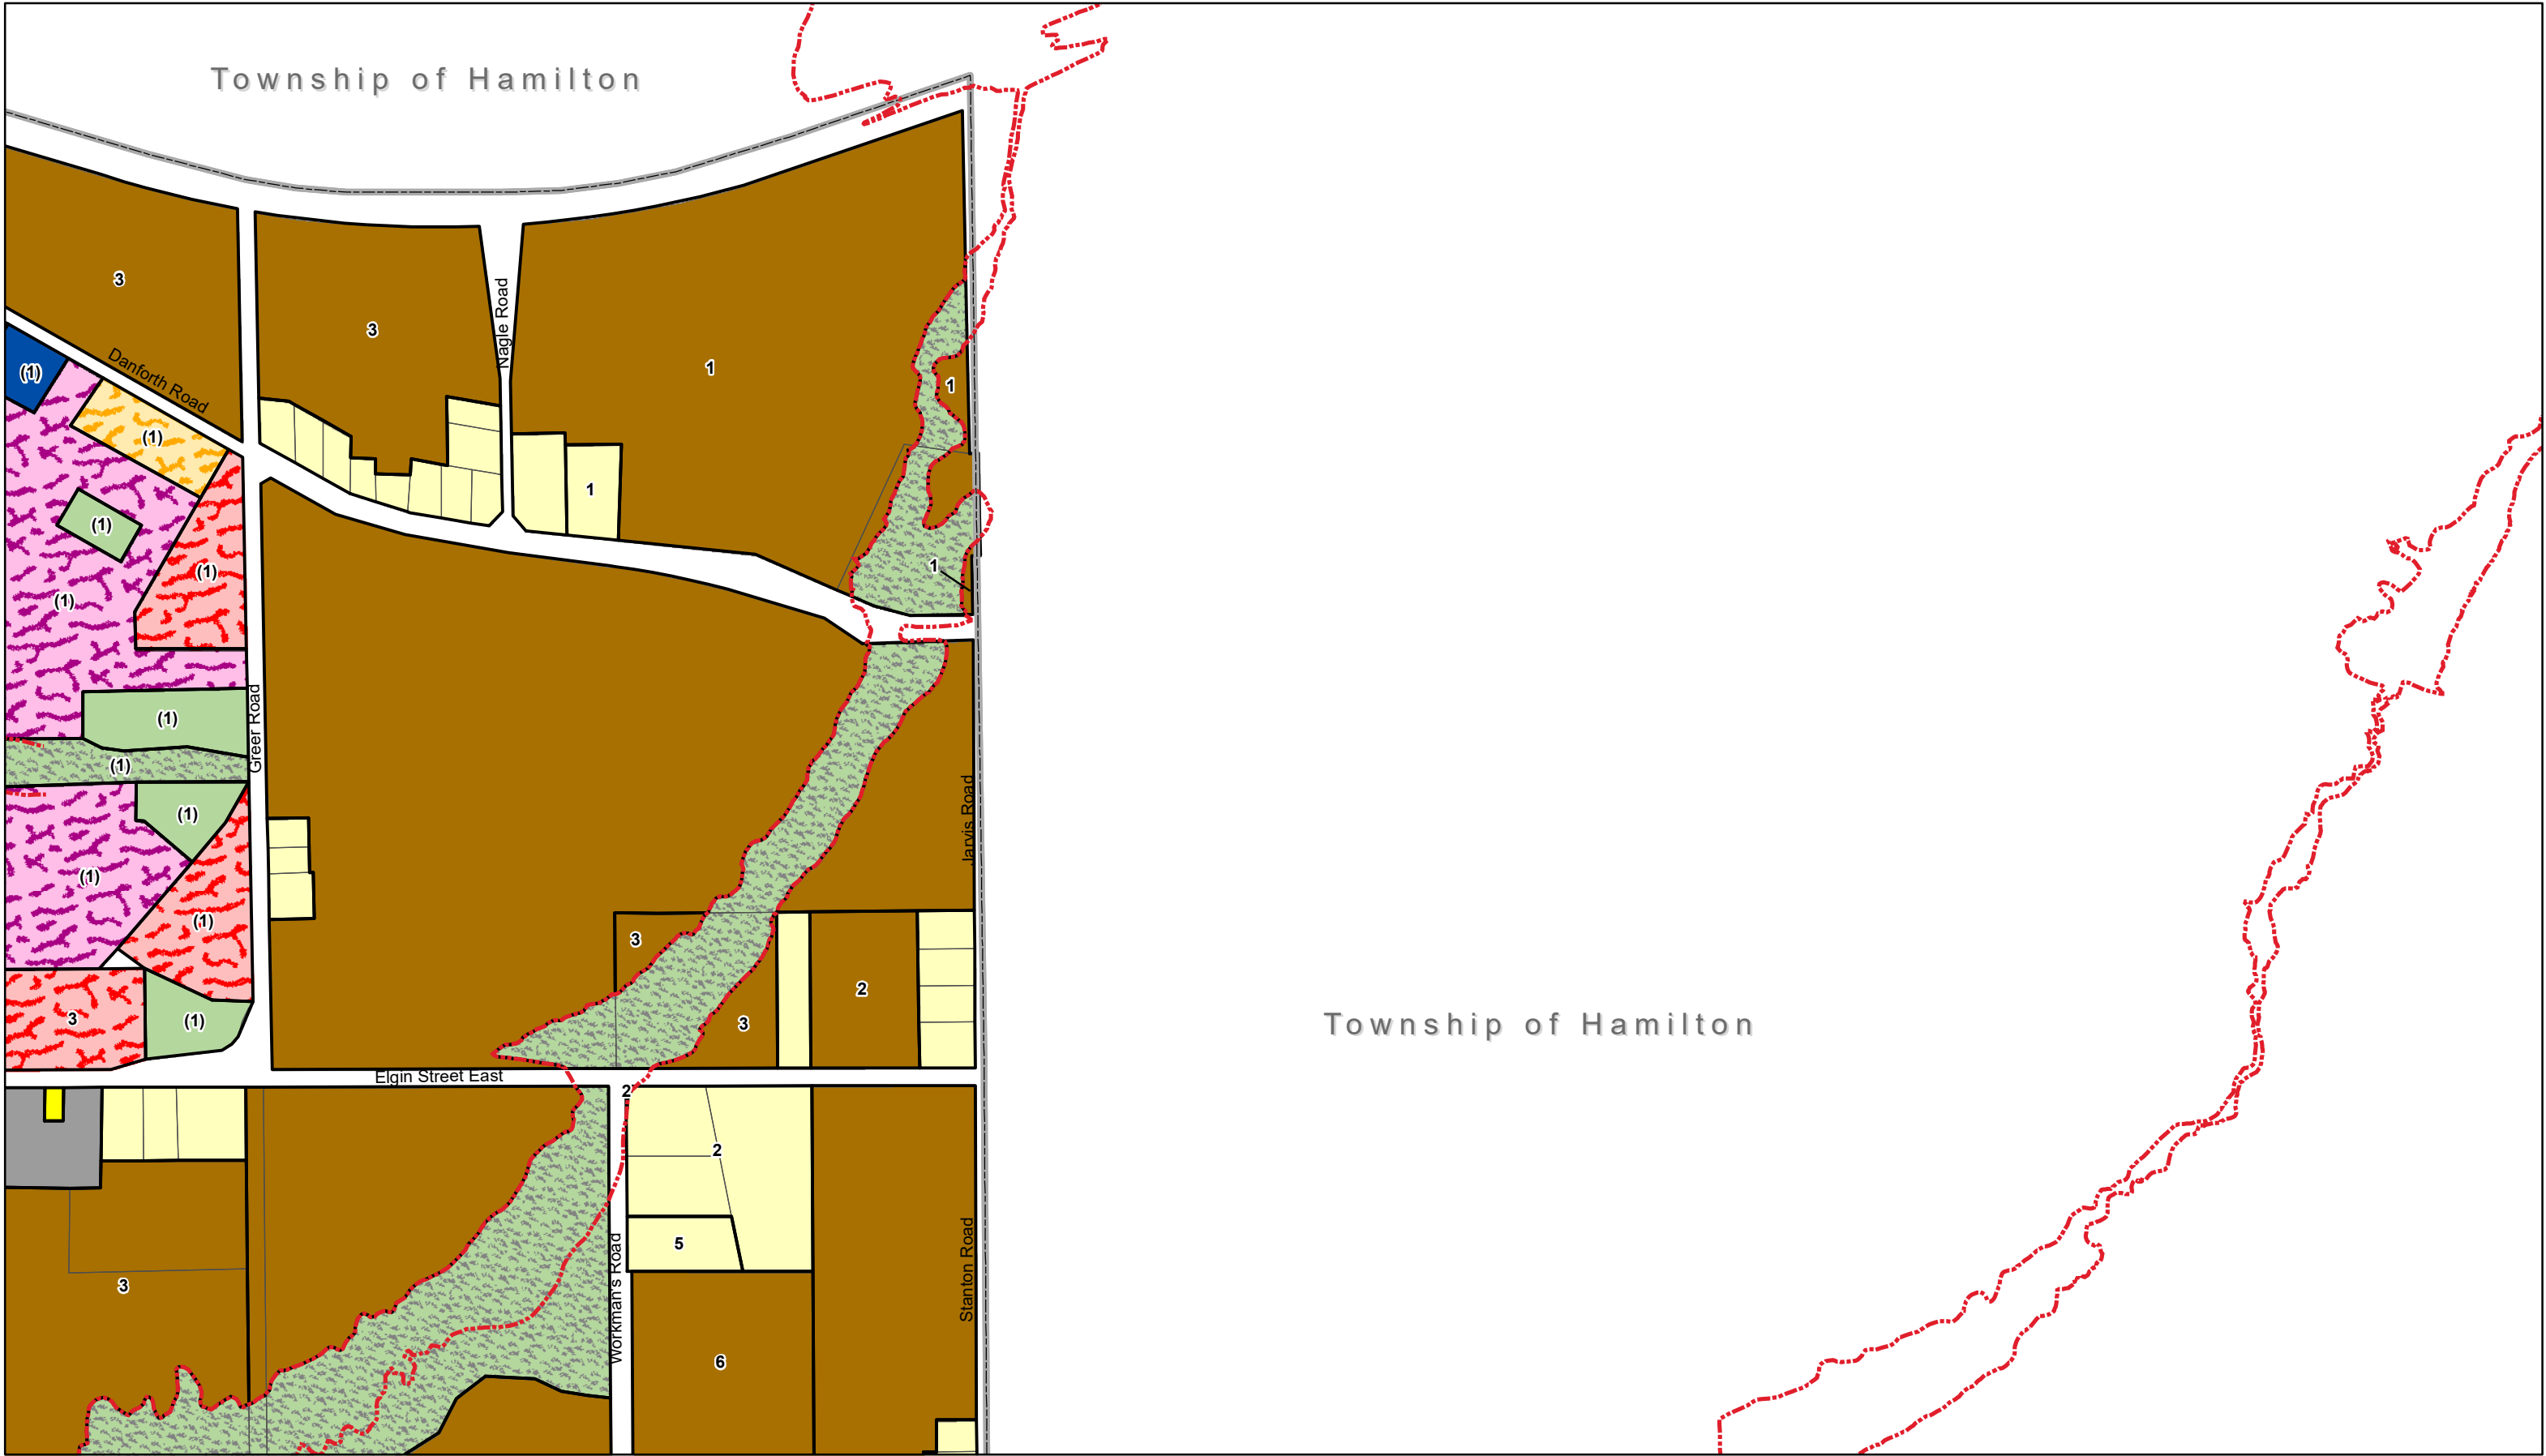 Township of Hamilton
3
3
Nagle Road
1
Danforth Road
(1)
1
(1)
1
(1)
1
(1)
(1)
(1)
Greer Road
(1)
(1)
Jarvis Road
(1)
(1)
3
2
3
(1)
3
Township of Hamilton
Elgin Street East
2
2
5
Workman's Road
Stanton Road
3
6